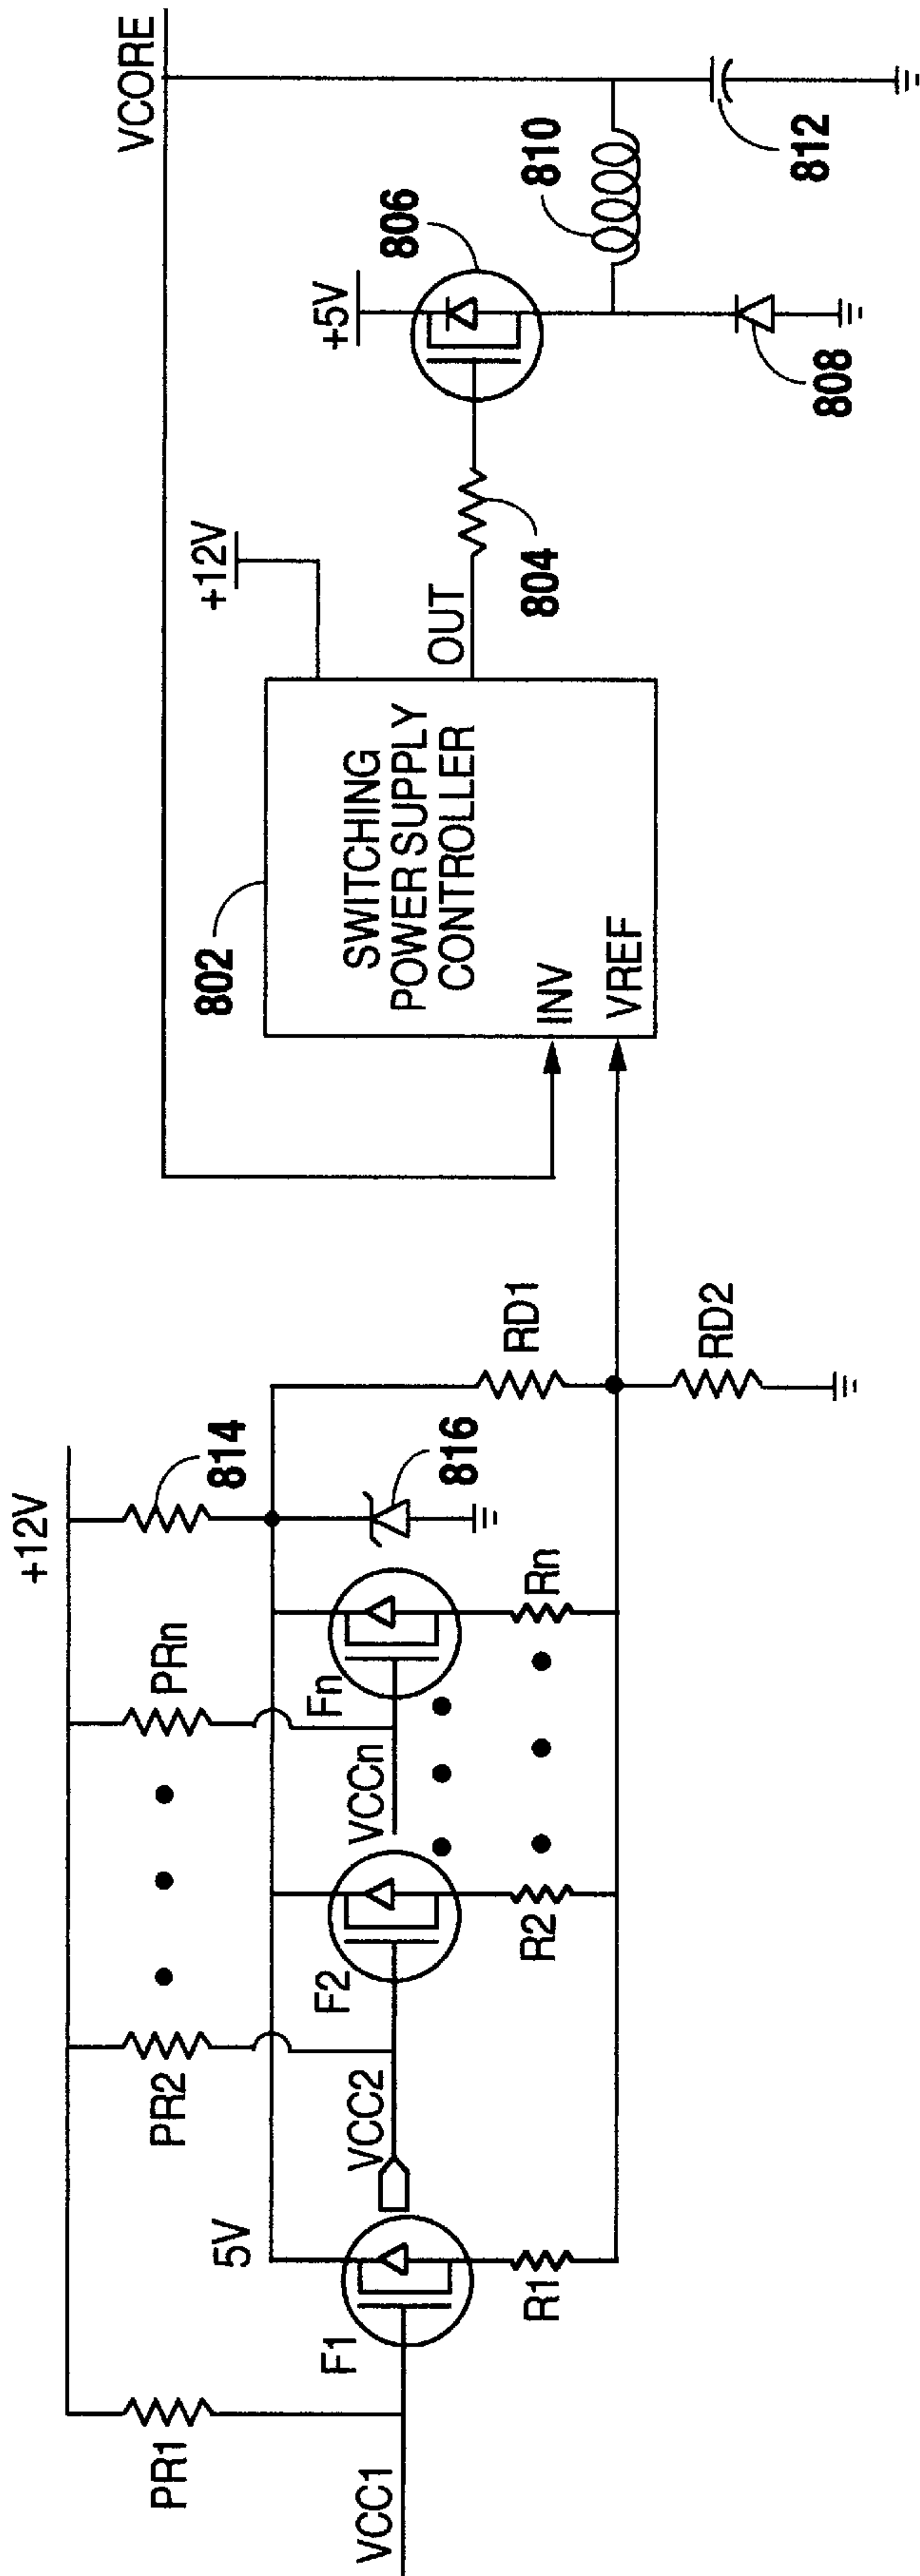 +12V
PR1
PR2
PRn
814
5V
F1
F2
Fn
VCC1
VCC2
VCCn
816
R1
R2
Rn
RD1
RD2
VCORE
802
+12V
SWITCHING
POWER SUPPLY
CONTROLLER
INV
VREF
OUT
804
+5V
806
810
808
812